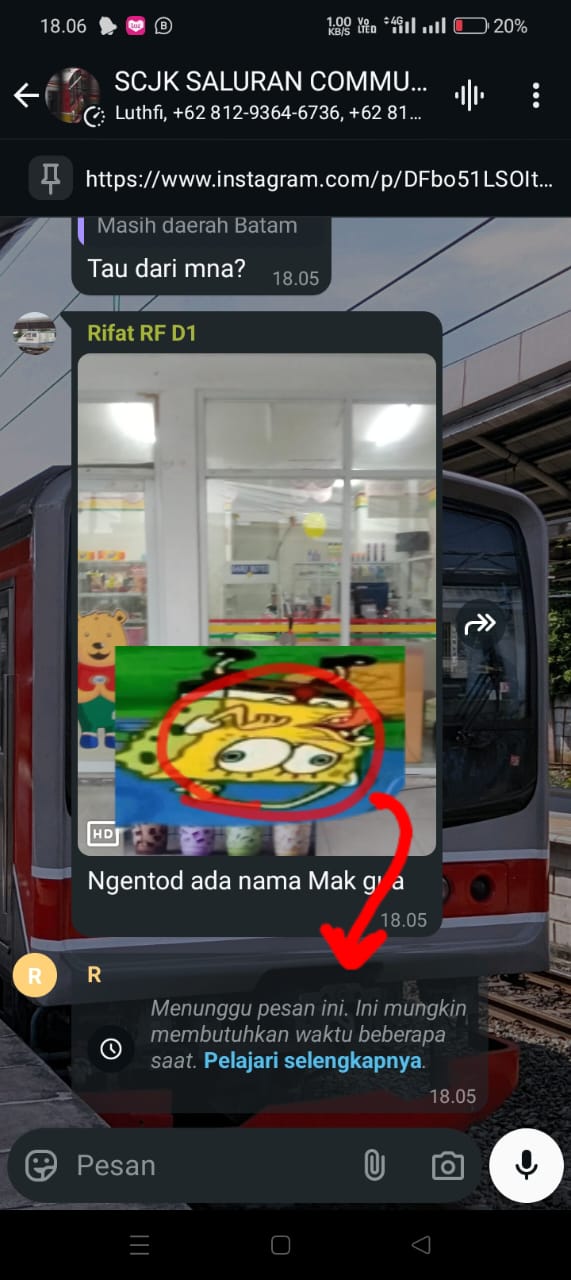 18.06
1.00 KB/S
Vo LTED
4G
20%
SCJK SALURAN COMMU...
Luthfi, +62 812-9364-6736, +62 81...
https://www.instagram.com/p/DFbo51LSOIt...
Masih daerah Batam
Tau dari mna?
18.05
Rifat RF D1
HD
Ngentod ada nama Mak gua
18.05
R
R
Menunggu pesan ini. Ini mungkin
membutuhkan waktu beberapa
saat. Pelajari selengkapnya.
18.05
Pesan